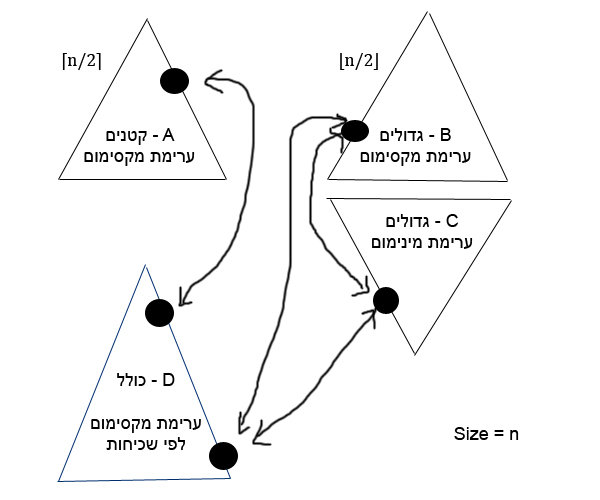 ⌈n/2⌉
⌊n/2⌋
A - קטנים
ערימת מקסימום
B - גדולים
ערימת מקסימום
C - גדולים
ערימת מינימום
D - כולל
ערימת מקסימום
לפי שכיחות
Size = n